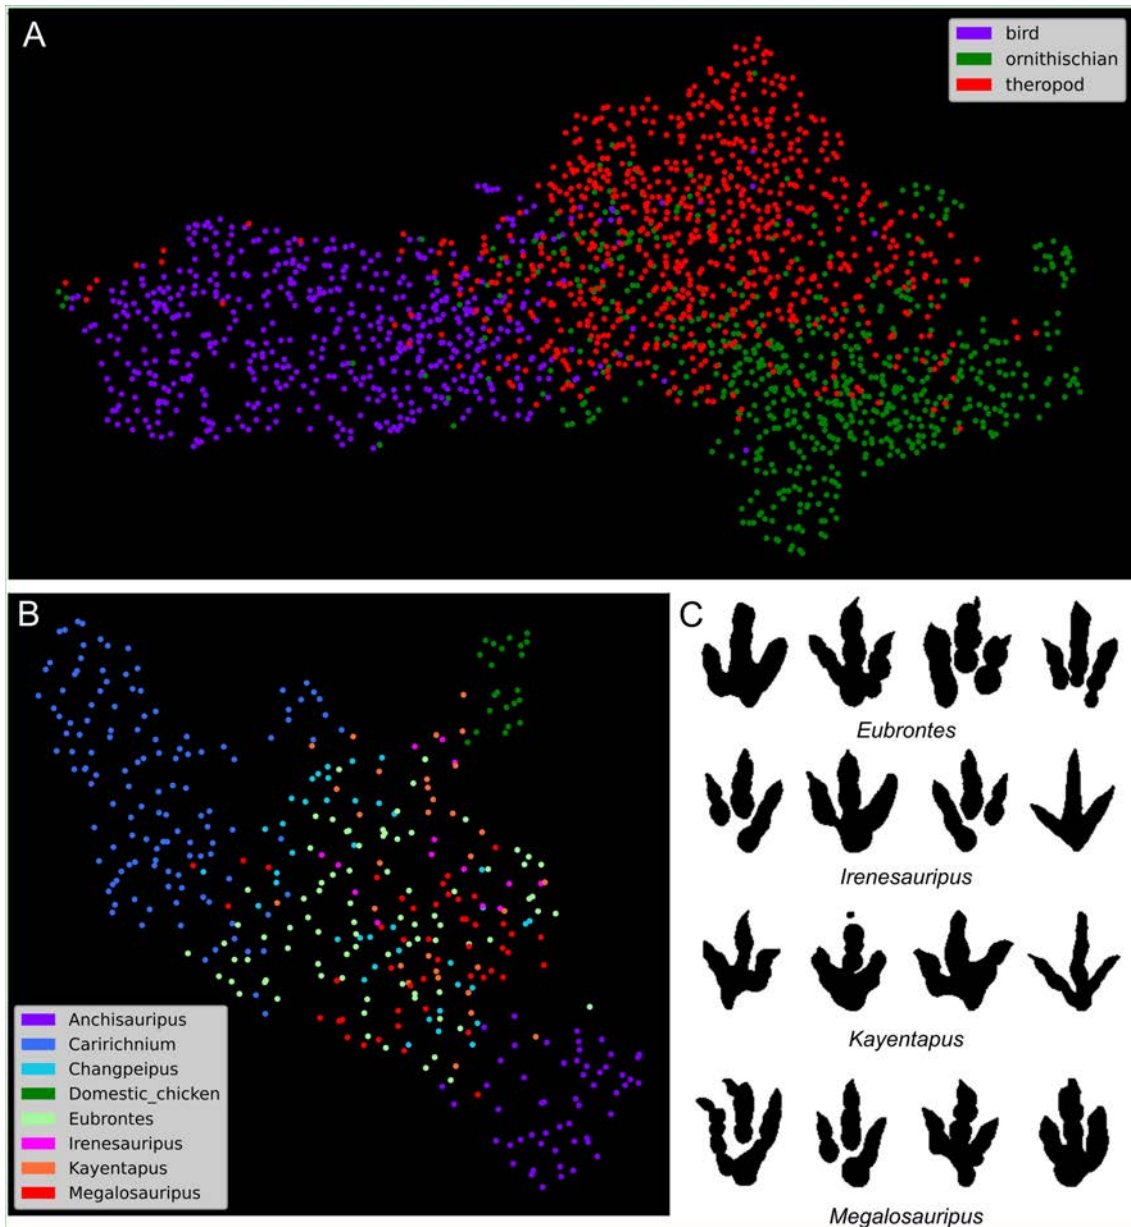 A
bird
ornithischian
theropod
B
Anchisauripus
Caririchnium
Changpeipus
Domestic_chicken
Eubrontes
Irenesauripus
Kayentapus
Megalosauripus
C
Eubrontes
Irenesauripus
Kayentapus
Megalosauripus